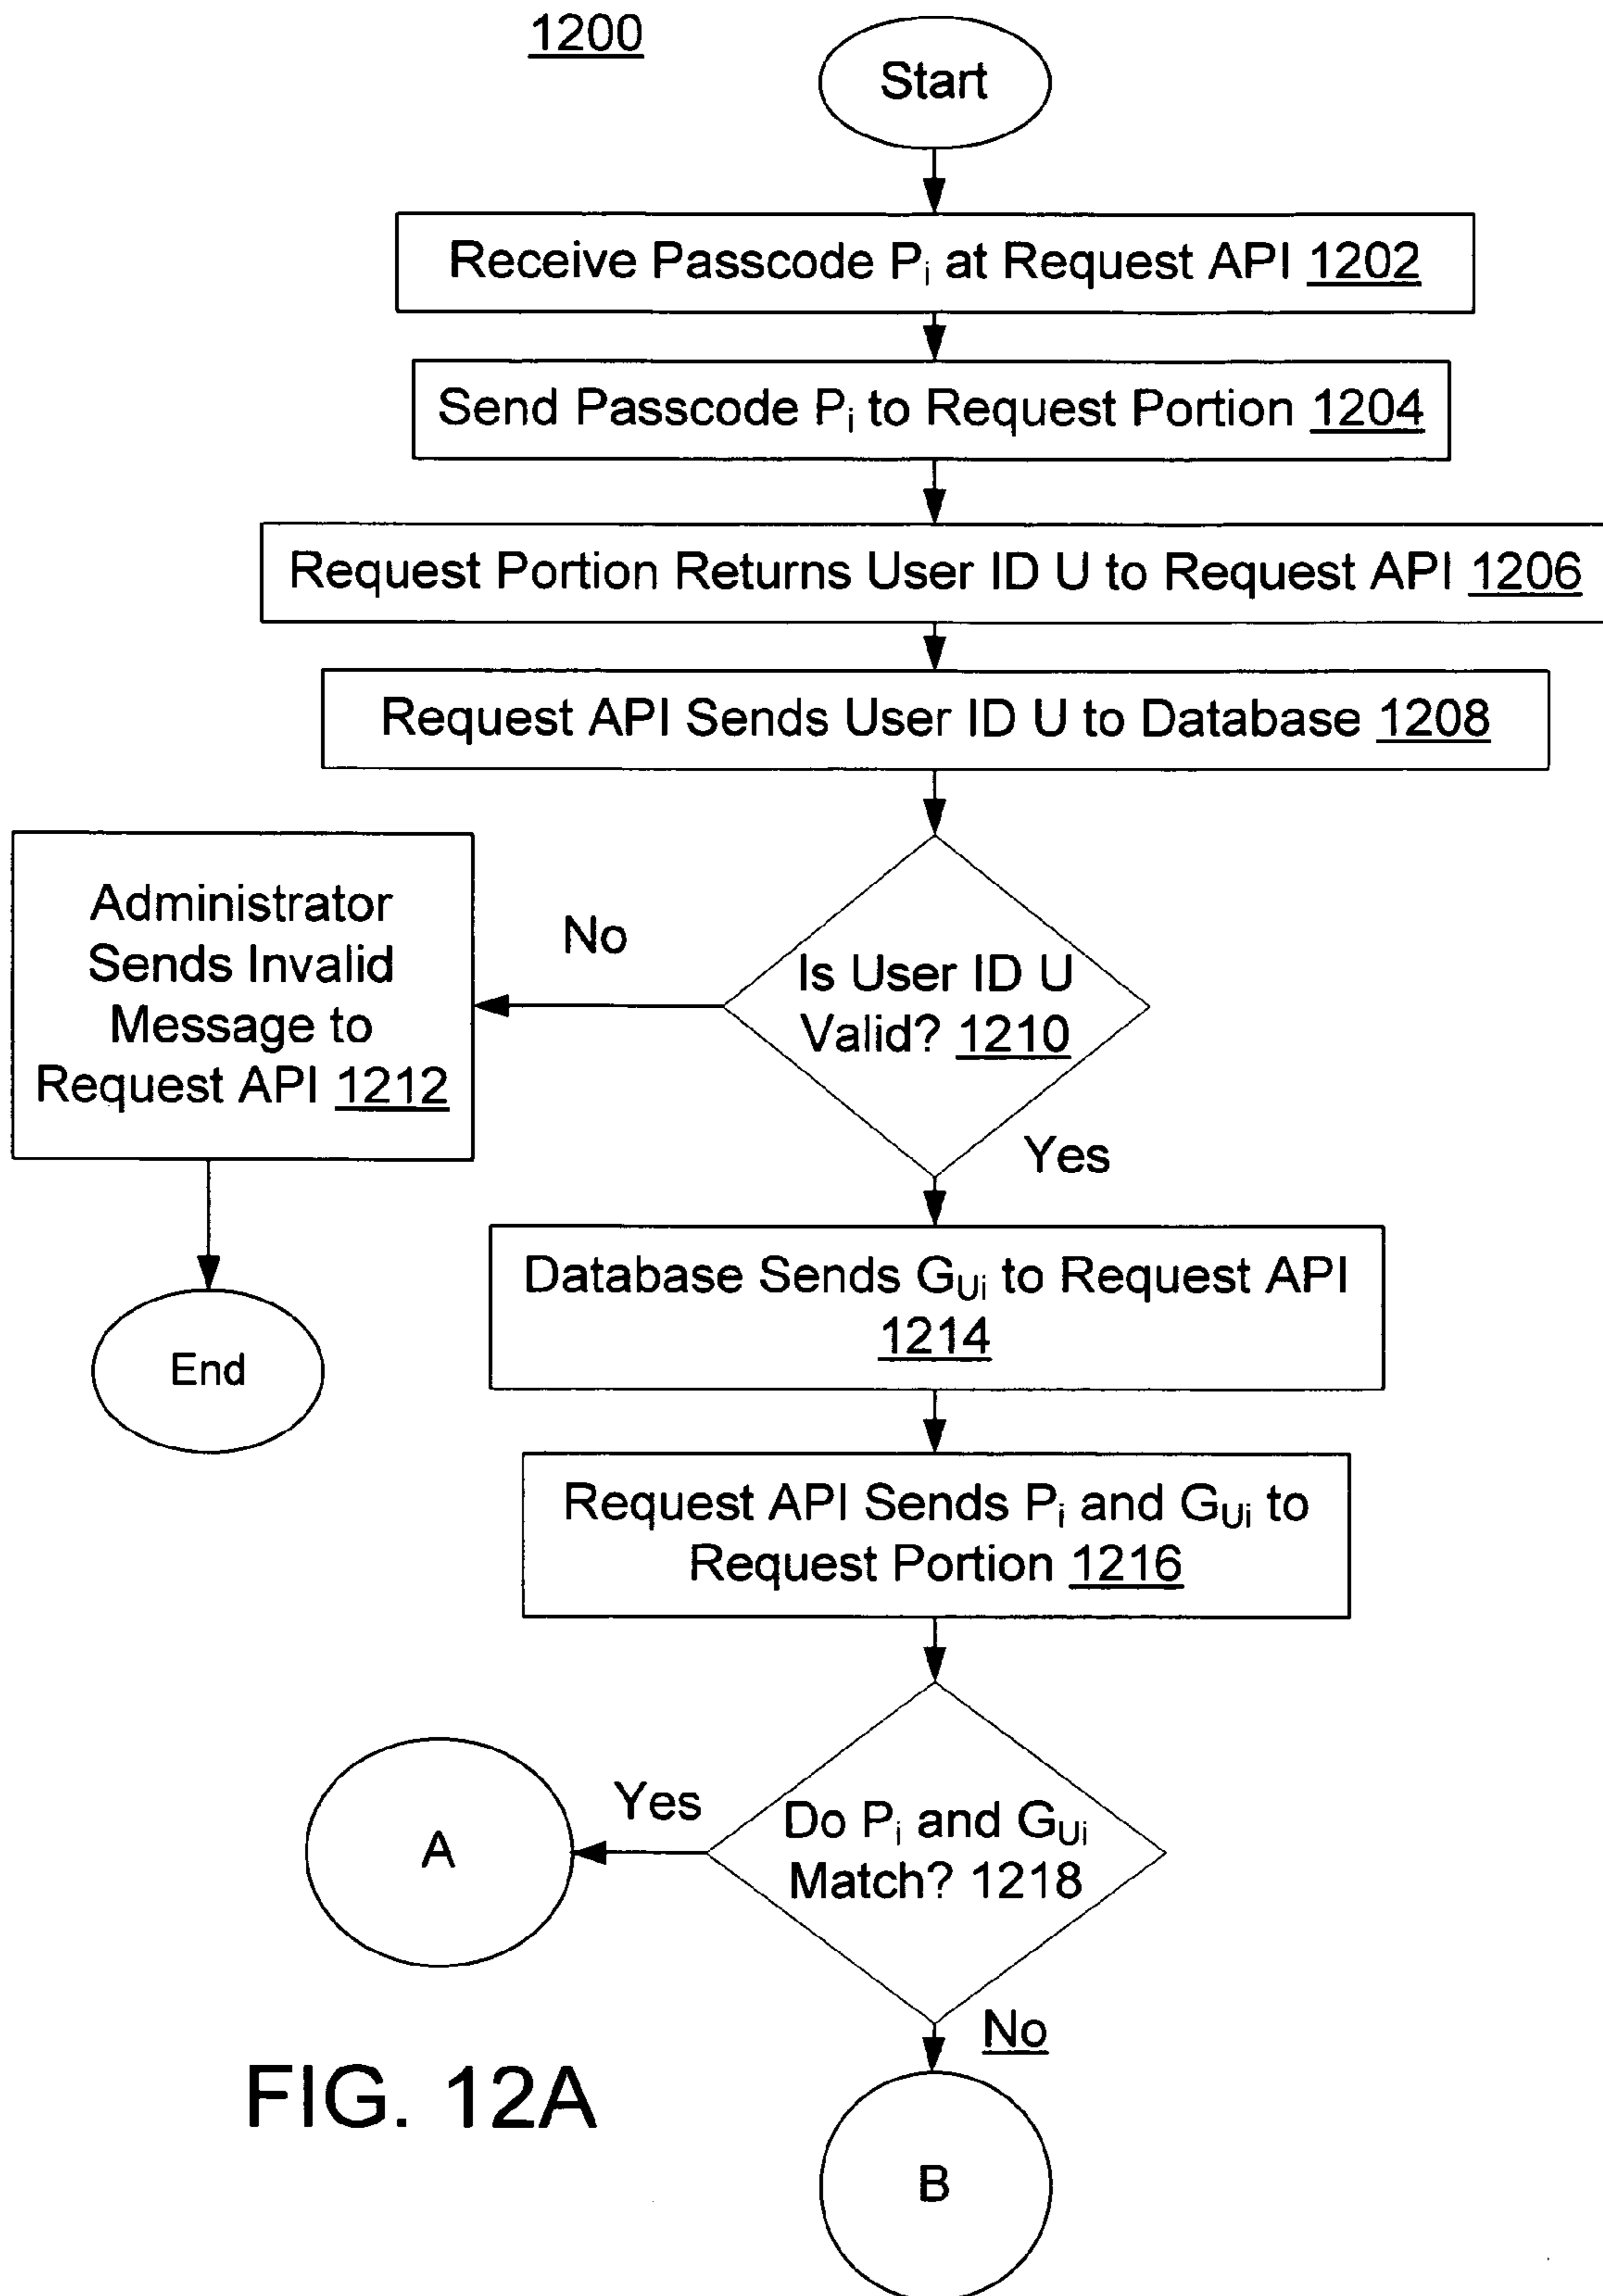 1200
Start
Receive Passcode Pi at Request API 1202
Send Passcode Pi to Request Portion 1204
Request Portion Returns User ID U to Request API 1206
Request API Sends User ID U to Database 1208
Administrator
Sends Invalid
Message to
Request API 1212
No
Is User ID U
Valid? 1210
Yes
End
Database Sends GUi to Request API
1214
Request API Sends Pi and GUi to
Request Portion 1216
A
Yes
Do Pi and GUi
Match? 1218
No
B
FIG. 12A